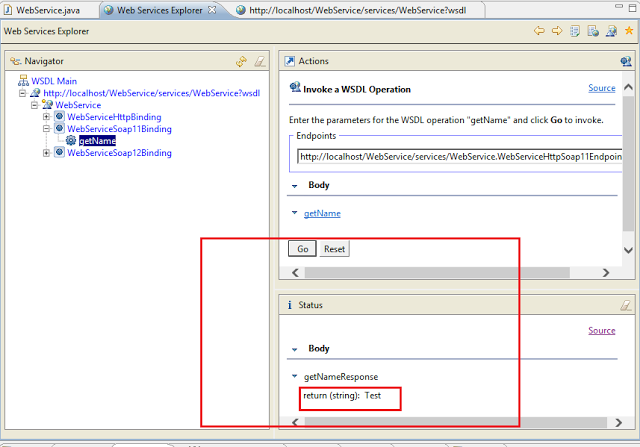 WebService.java
Web Services Explorer
http://localhost/WebService/services/WebService?wsdl
Web Services Explorer
Navigator
WSDL Main
http://localhost/WebService/services/WebService?wsdl
WebService
WebServiceHttpBinding
WebServiceSoap11Binding
getName
WebServiceSoap12Binding
Actions
Invoke a WSDL Operation
Source
Enter the parameters for the WSDL operation "getName" and click Go to invoke.
Endpoints
http://localhost/WebService/services/WebService.WebServiceHttpSoap11Endpoin
Body
getName
Go Reset
i Status
Source
Body
getNameResponse
return (string): Test